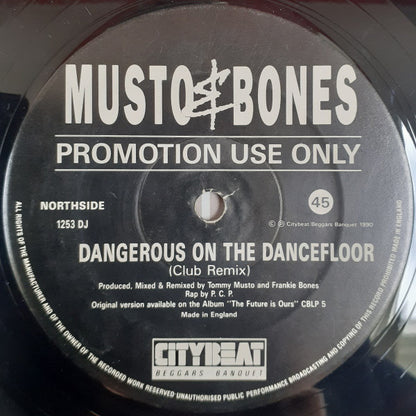 MUSTO & BONES
PROMOTION USE ONLY
NORTHSIDE
1253 DJ
45
℗ © Citybeat Beggars Banquet 1990
DANGEROUS ON THE DANCEFLOOR
(Club Remix)
Produced, Mixed & Remixed by Tommy Musto and Frankie Bones
Rap by P. C. P.
Original version available on the Album "The Future is Ours" CBLP 5
Made in England
CITYBEAT
BEGGARS BANQUET
ALL RIGHTS OF THE MANUFACTURER AND OF THE OWNER OF THE RECORDED WORK RESERVED UNAUTHORISED PUBLIC PERFORMANCE BROADCASTING AND COPYING OF THIS RECORD PROHIBITED MADE IN ENGLAND